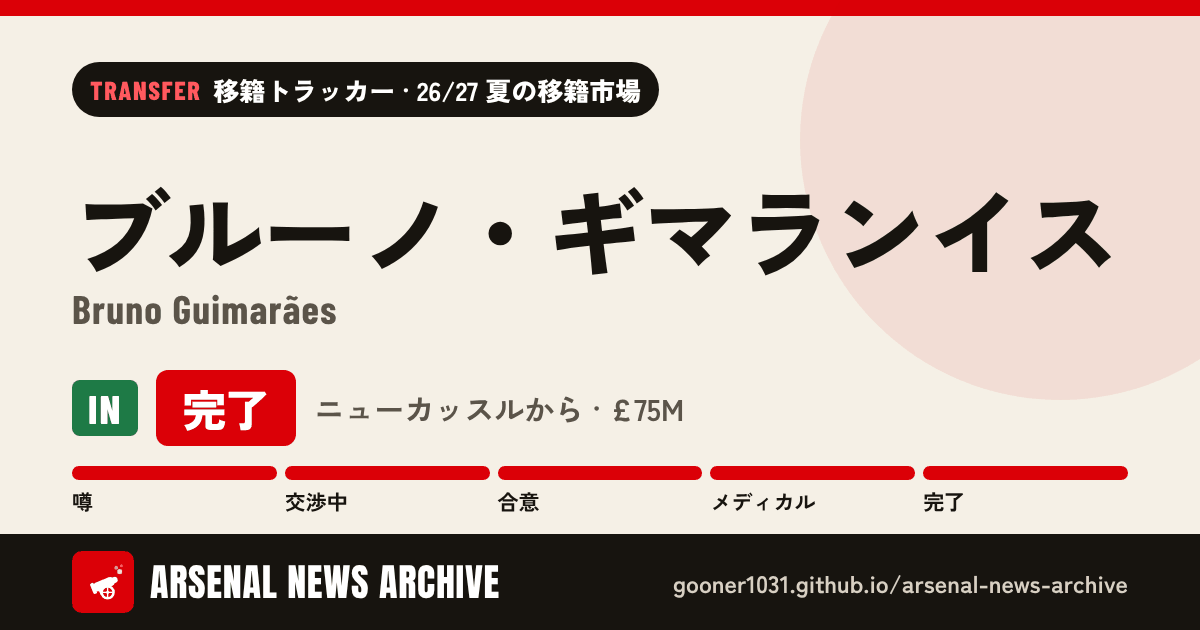 TRANSFER 移籍トラッカー · 26/27 夏の移籍市場
ブルーノ・ギマランイス
Bruno Guimarães
IN 完了 ニューカッスルから · £75M
噂 交渉中 合意 メディカル 完了
ARSENAL NEWS ARCHIVE gooner1031.github.io/arsenal-news-archive